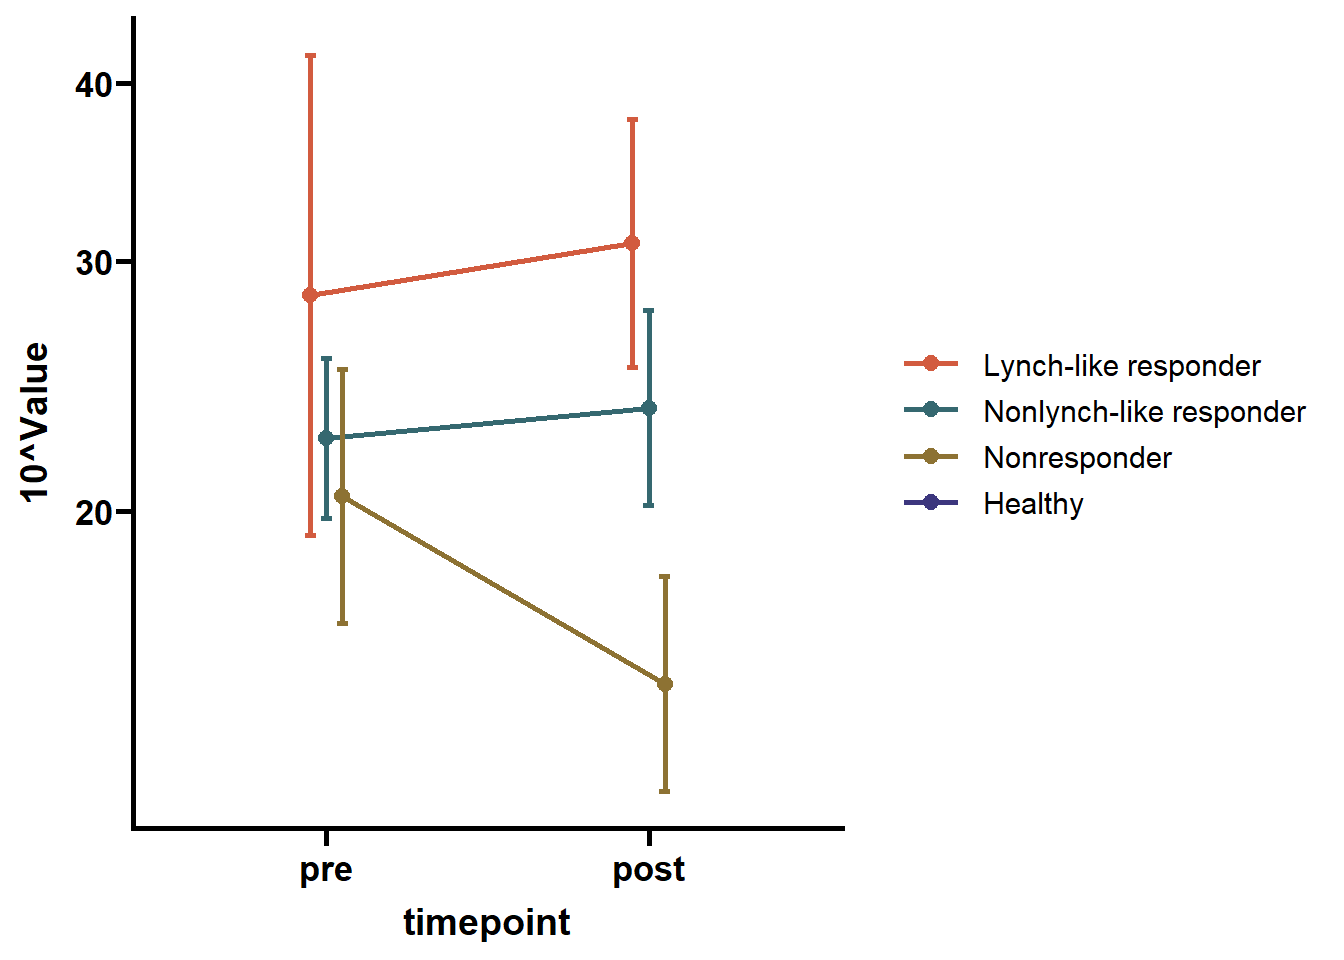 40
30
20
10^Value
pre
post
timepoint
Lynch-like responder
Nonlynch-like responder
Nonresponder
Healthy